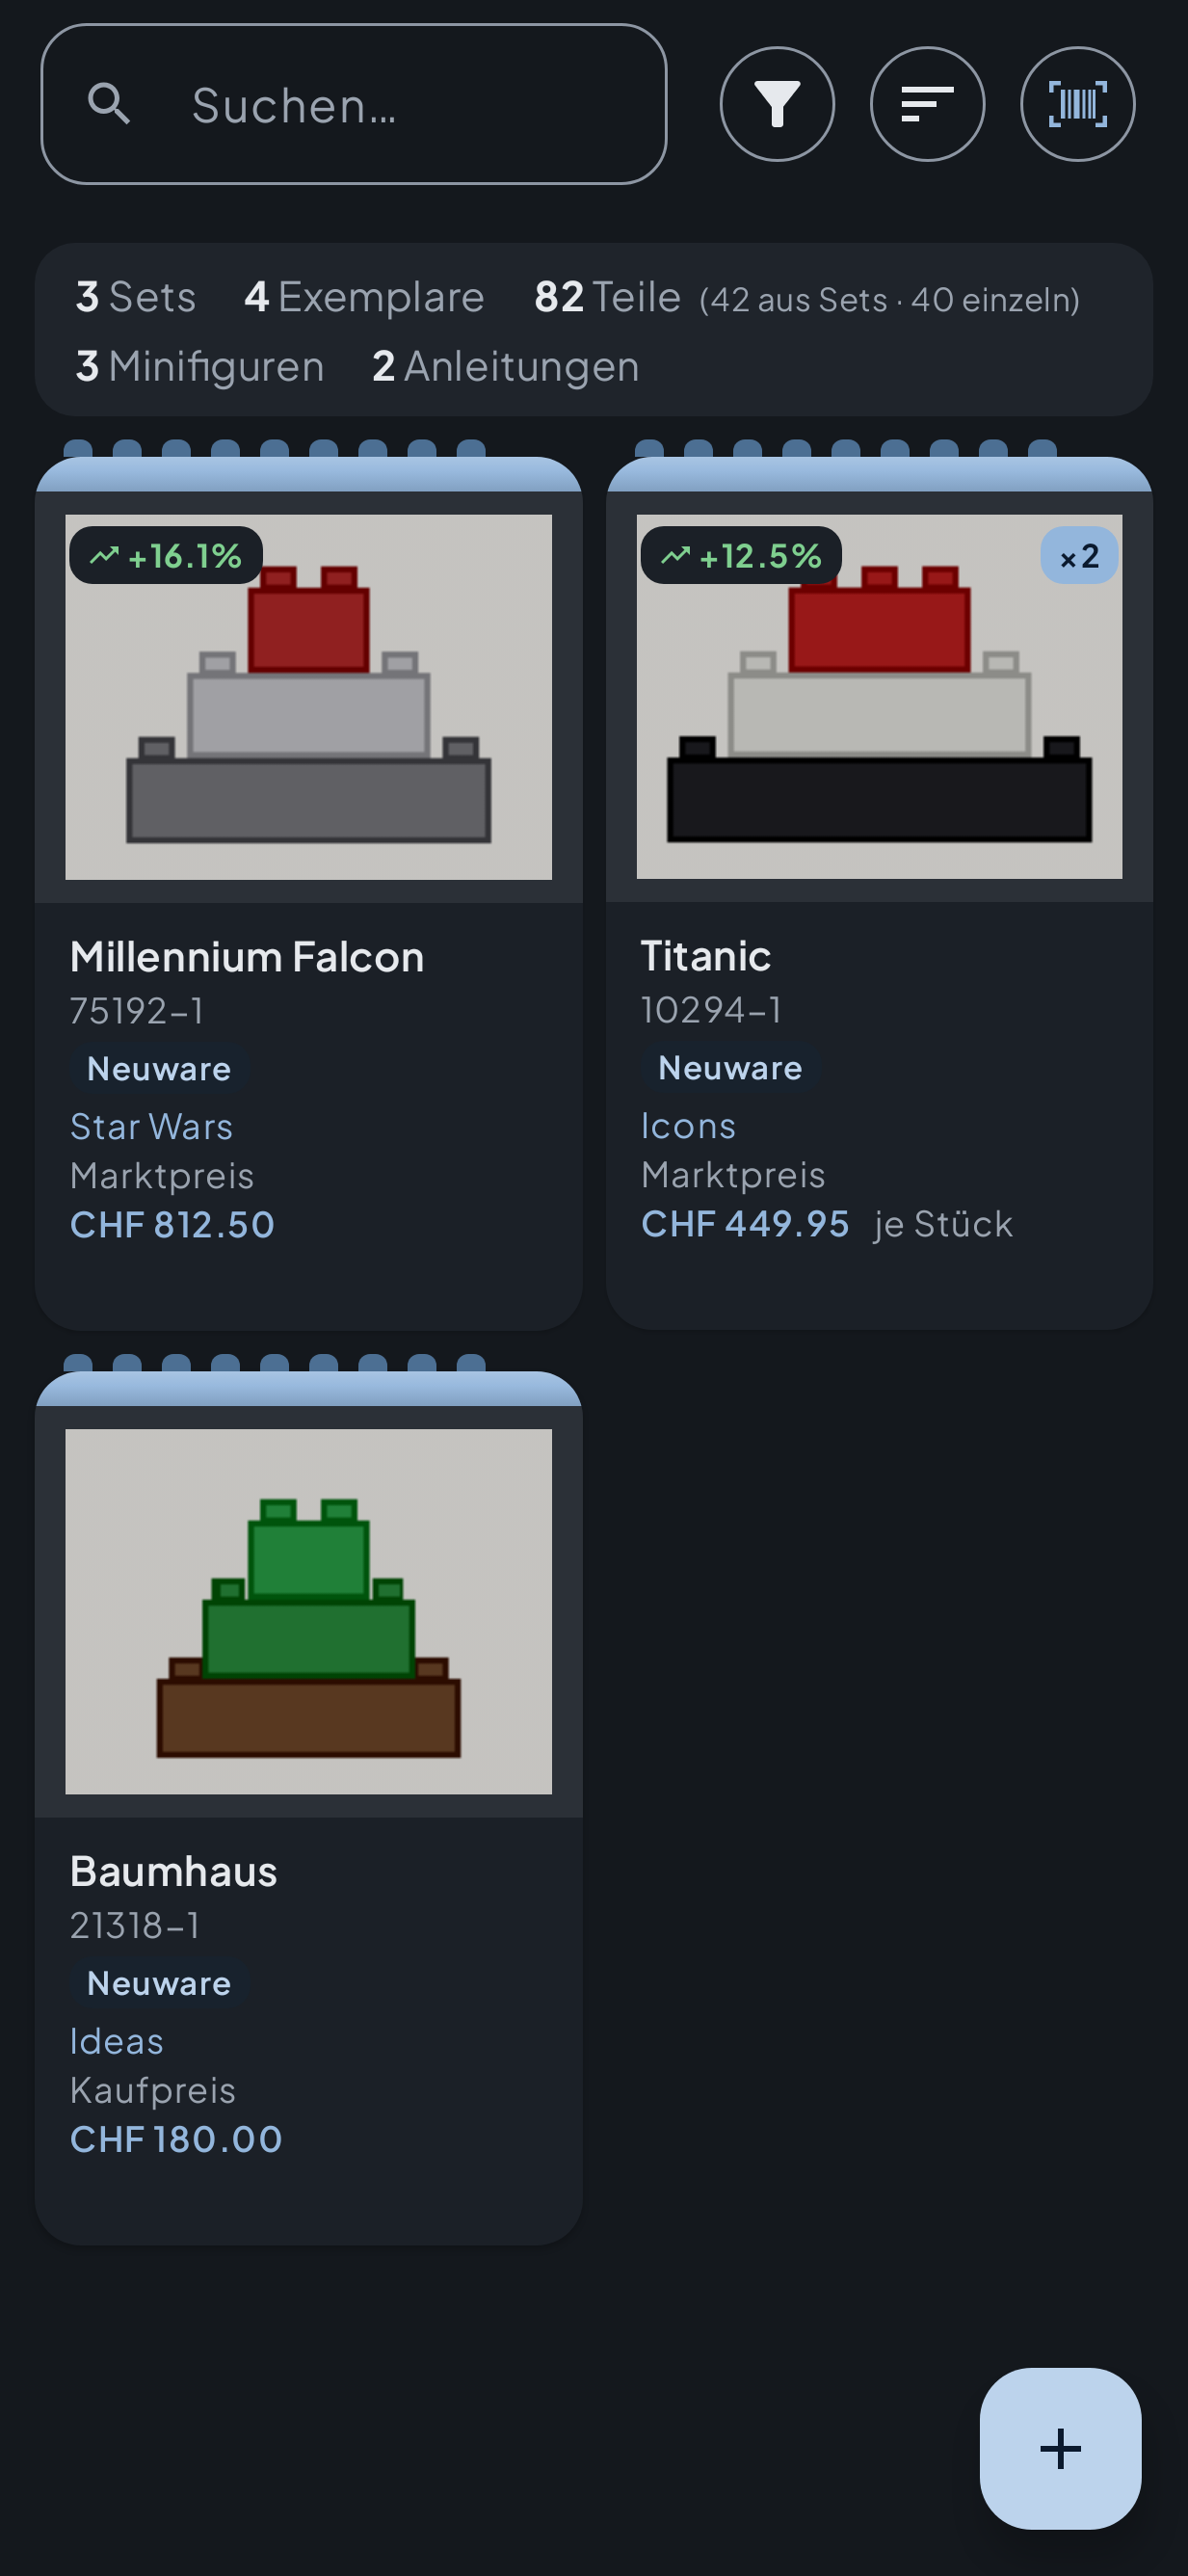 Suchen…
3 Sets 4 Exemplare 82 Teile (42 aus Sets · 40 einzeln)
3 Minifiguren 2 Anleitungen
+16.1%
Millennium Falcon
75192-1
Neuware
Star Wars
Marktpreis
CHF 812.50
+12.5% ×2
Titanic
10294-1
Neuware
Icons
Marktpreis
CHF 449.95 je Stück
Baumhaus
21318-1
Neuware
Ideas
Kaufpreis
CHF 180.00
+